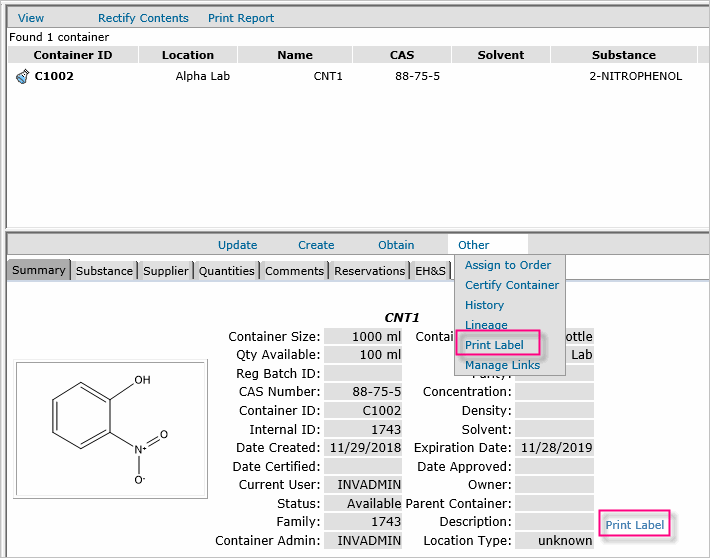 View Rectify Contents Print Report
Found 1 container
Container ID Location Name CAS Solvent Substance
C1002 Alpha Lab CNT1 88-75-5 2-NITROPHENOL
Update Create Obtain Other
Summary Substance Supplier Quantities Comments Reservations EH&S
Assign to Order
Certify Container
History
Lineage
Print Label
Manage Links
CNT1
Container Size: 1000 ml Contai ottle
Qty Available: 100 ml Lab
Reg Batch ID:
CAS Number: 88-75-5 Concentration:
Container ID: C1002 Density:
Internal ID: 1743 Solvent:
Date Created: 11/29/2018 Expiration Date: 11/28/2019
Date Certified: Date Approved:
Current User: INVADMIN Owner:
Status: Available Parent Container:
Family: 1743 Description: Print Label
Container Admin: INVADMIN Location Type: unknown
OH
N+ O
O-